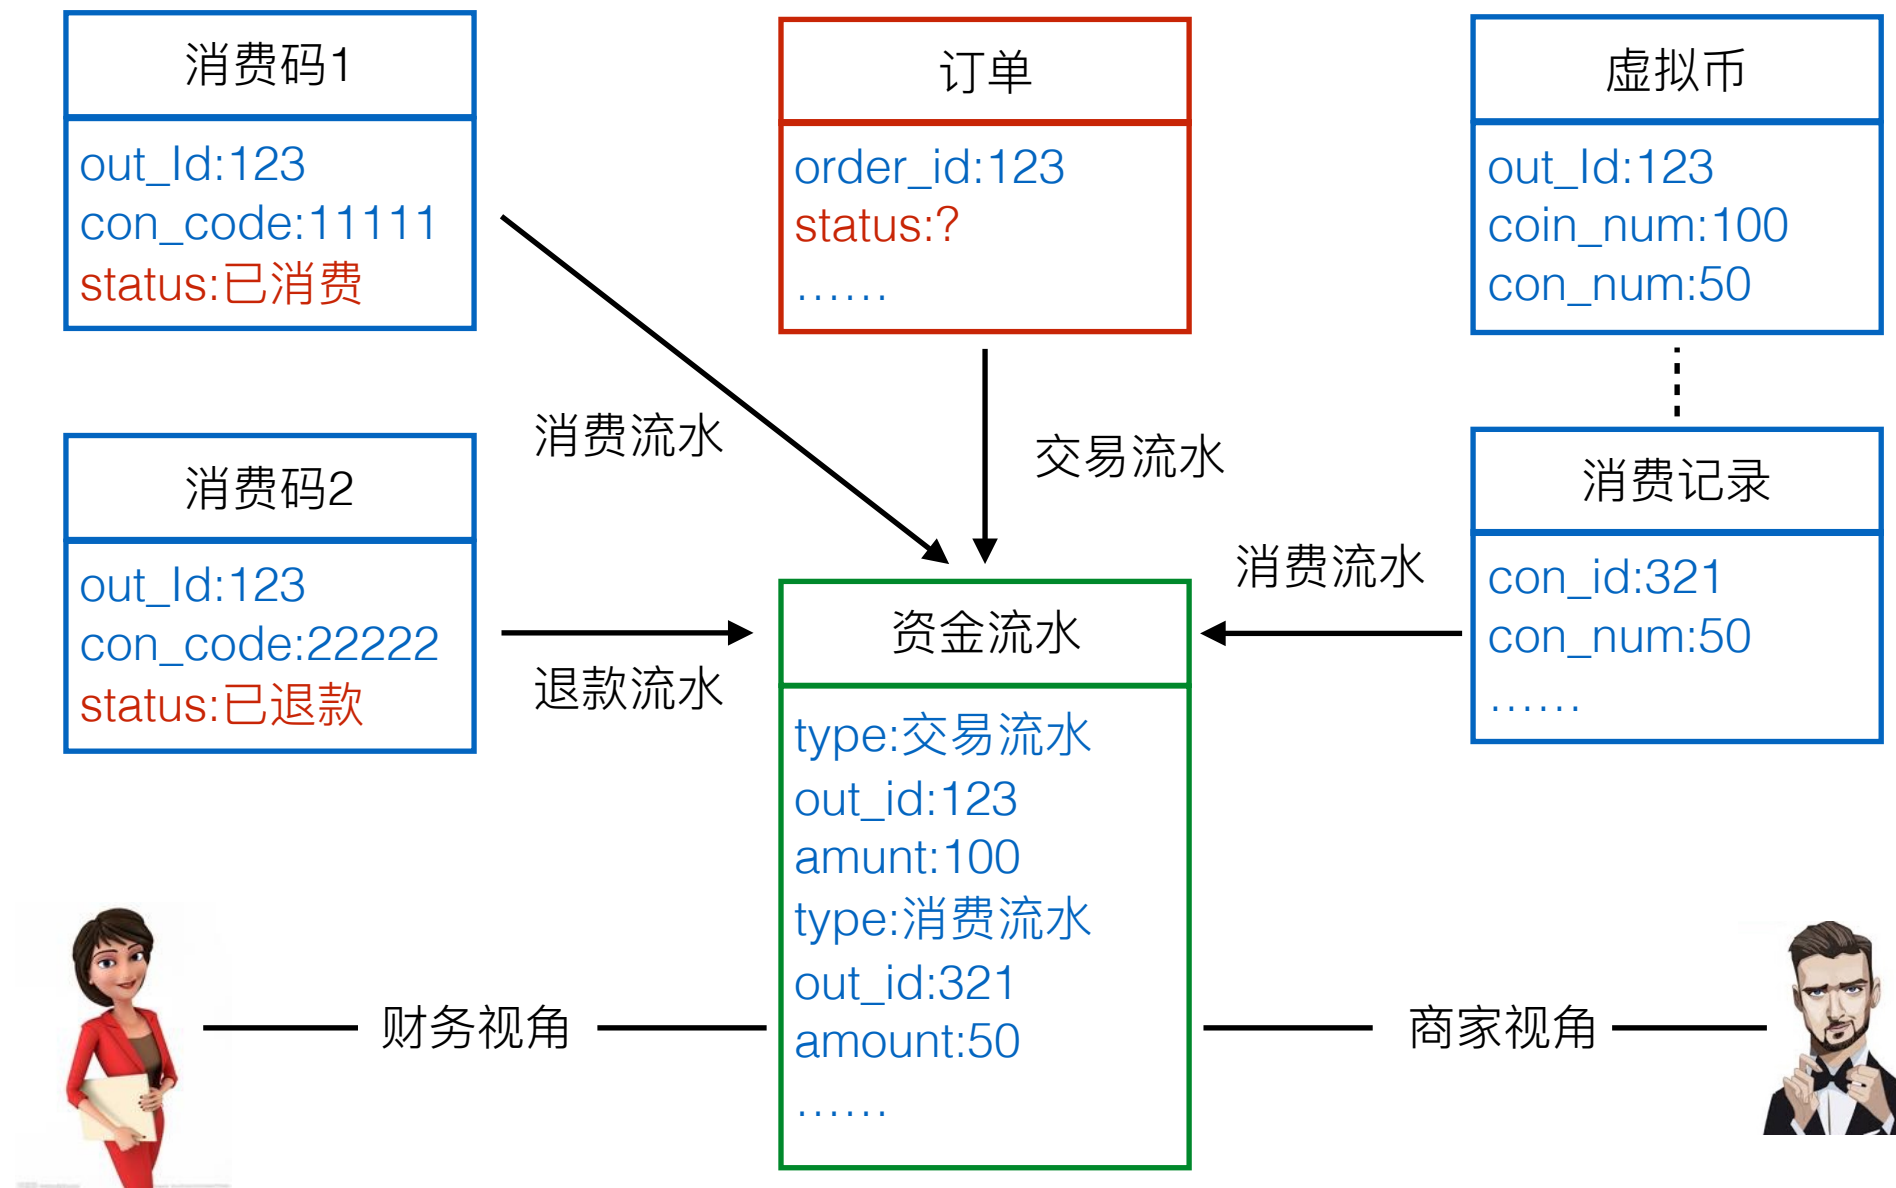 消费码1
out_Id:123
con_code:11111
status:已消费
订单
order_id:123
status:?
……
虚拟币
out_Id:123
coin_num:100
con_num:50
消费流水
交易流水
消费码2
out_Id:123
con_code:22222
status:已退款
退款流水
消费流水
消费记录
con_id:321
con_num:50
……
资金流水
type:交易流水
out_id:123
amunt:100
type:消费流水
out_id:321
amount:50
……
财务视角
商家视角